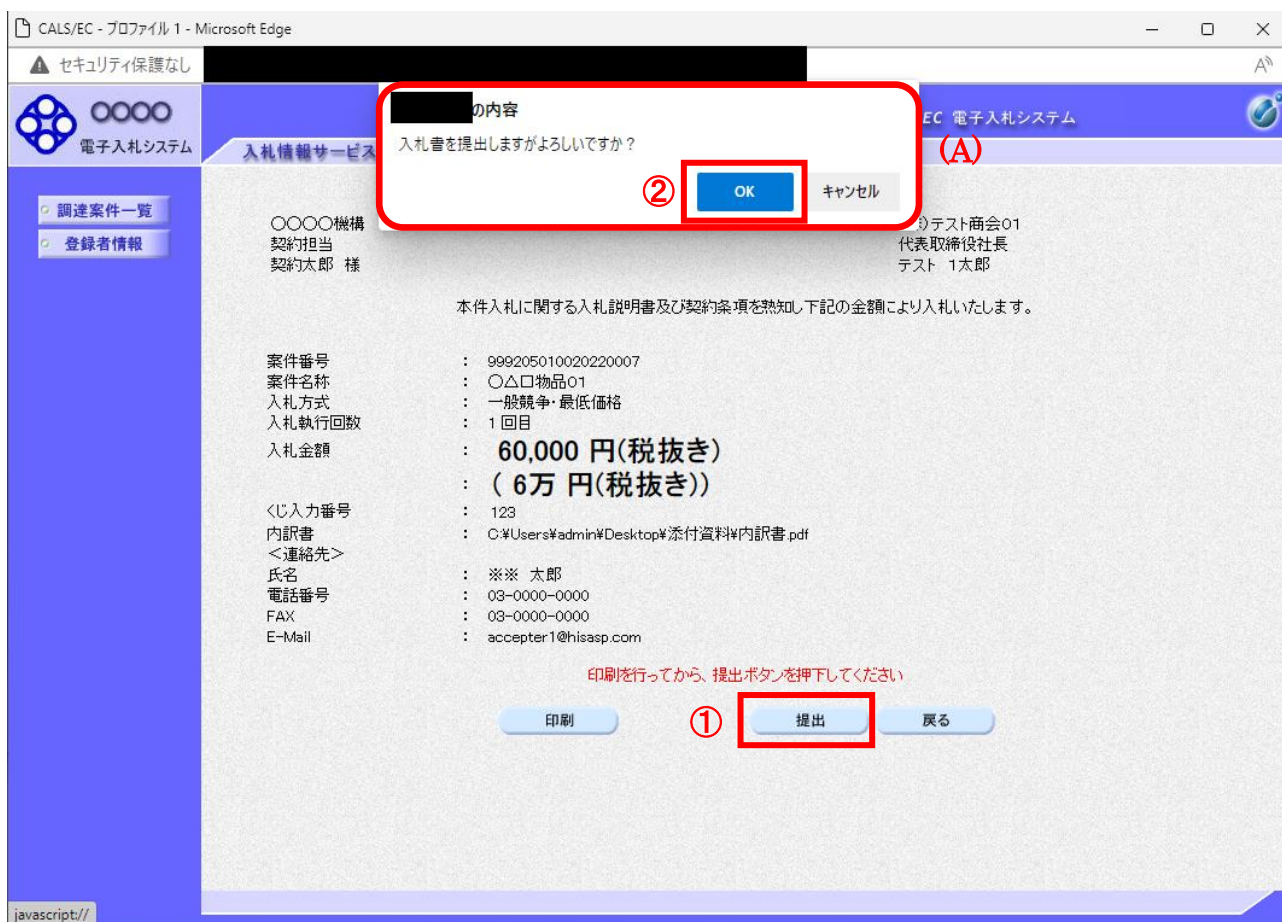 CALS/EC - プロファイル 1 - Microsoft Edge
セキュリティ保護なし
〇〇〇〇
電子入札システム
入札情報サービス
EC 電子入札システム
の内容
入札書を提出しますがよろしいですか？
② OK キャンセル
(A)
調達案件一覧
登録者情報
〇〇〇〇機構
契約担当
契約太郎 様
)テスト商会01
代表取締役社長
テスト 1太郎
本件入札に関する入札説明書及び契約条項を熟知し下記の金額により入札いたします。
案件番号 : 999205010020220007
案件名称 : 〇△口物品01
入札方式 : 一般競争・最低価格
入札執行回数 : 1回目
入札金額 : 60,000 円(税抜き)
: ( 6万 円(税抜き))
くじ入力番号 : 123
内訳書 : C:¥Users¥admin¥Desktop¥添付資料¥内訳書.pdf
＜連絡先＞
氏名 : ※※ 太郎
電話番号 : 03-0000-0000
FAX : 03-0000-0000
E-Mail : accepter1@hisasp.com
印刷を行ってから、提出ボタンを押下してください
印刷 ① 提出 戻る
javascript://